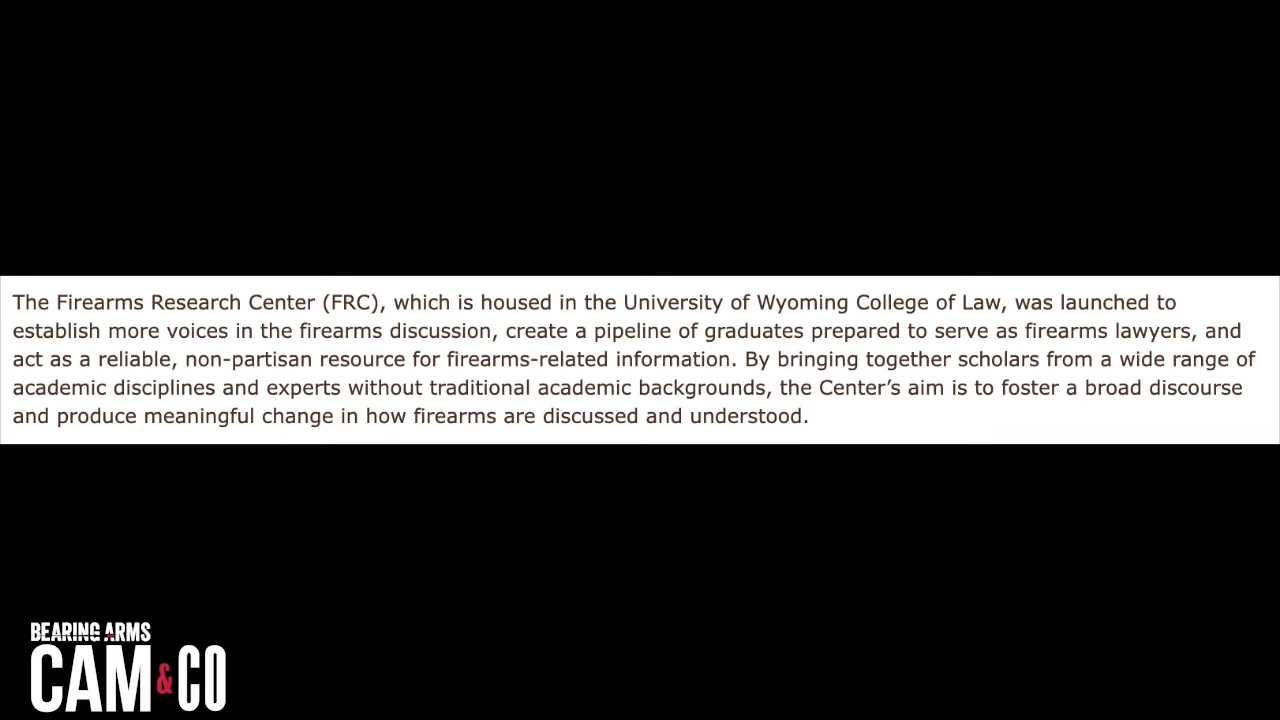 The Firearms Research Center (FRC), which is housed in the University of Wyoming College of Law, was launched to
establish more voices in the firearms discussion, create a pipeline of graduates prepared to serve as firearms lawyers, and
act as a reliable, non-partisan resource for firearms-related information. By bringing together scholars from a wide range of
academic disciplines and experts without traditional academic backgrounds, the Center’s aim is to foster a broad discourse
and produce meaningful change in how firearms are discussed and understood.
BEARING ARMS
CAM & CO